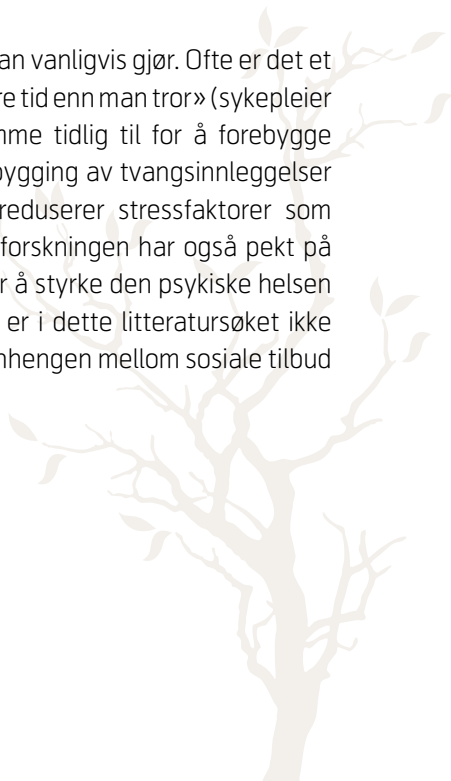 an vanligvis gjør. Ofte er det et
re tid enn man tror» (sykepleier
mme tidlig til for å forebygge
bygging av tvangsinnleggelser
reduserer stressfaktorer som
forskningen har også pekt på
r å styrke den psykiske helsen
er i dette litteratursøket ikke
nhengen mellom sosiale tilbud